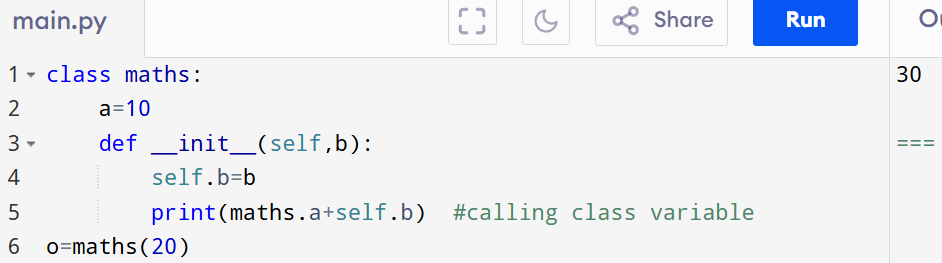 main.py Share Run
1 class maths: 30
2 a=10
3 def __init__(self,b): ===
4 self.b=b
5 print(maths.a+self.b) #calling class variable
6 o=maths(20)